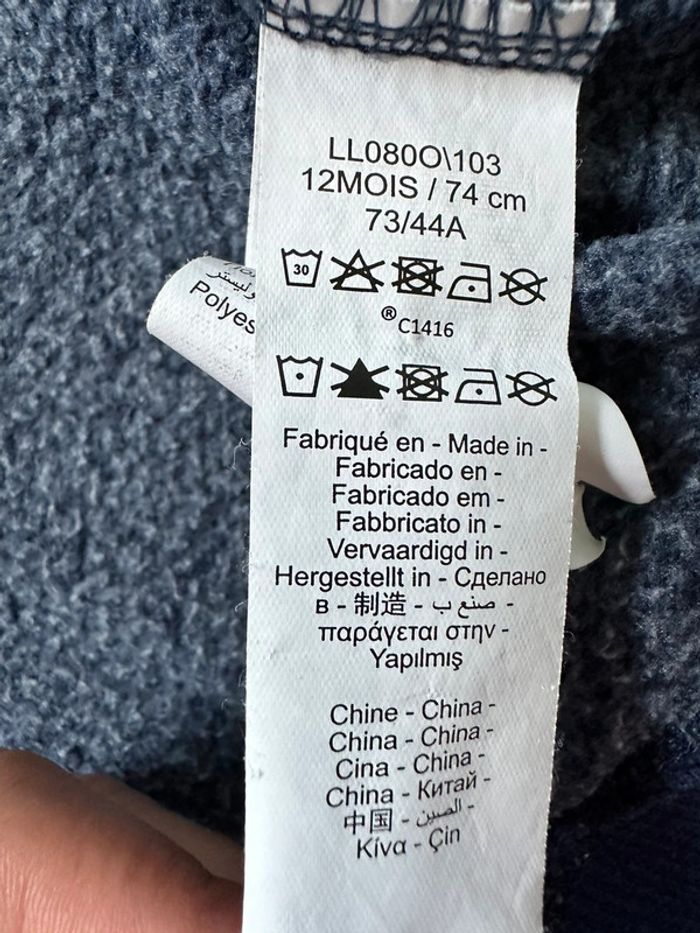 LL080O\103
12MOIS / 74 cm
73/44A
30
®C1416
Fabriqué en - Made in -
Fabricado en -
Fabricado em -
Fabbricato in -
Vervaardigd in -
Hergestellt in - Сделано
в - 制造 - صنع ب -
παράγεται στην -
Yapılmış
Chine - China -
China - China -
Cina - China -
China - Китай -
中国 - الصين -
Κίνα - Çin